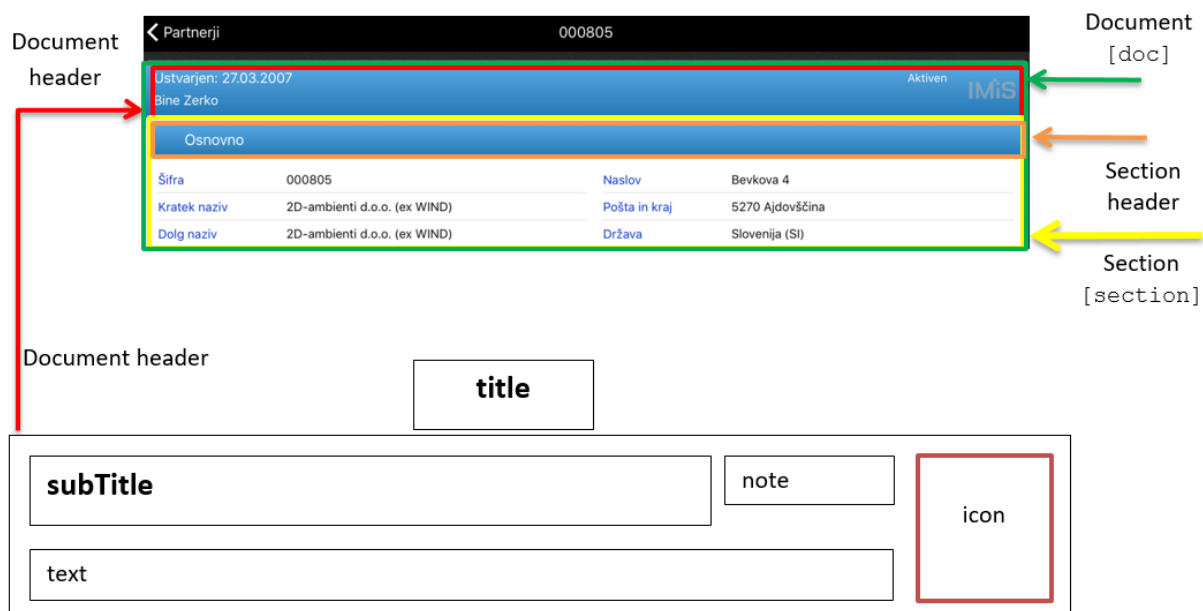 Document
header
Partnerji
000805
Document
[doc]
Ustvarjen: 27.03.2007
Aktiven
IMiS
Bine Zerko
Osnovno
Section
header
Šifra 000805 Naslov Bevkova 4
Kratek naziv 2D-ambienti d.o.o. (ex WIND) Pošta in kraj 5270 Ajdovščina
Dolg naziv 2D-ambienti d.o.o. (ex WIND) Država Slovenija (SI)
Section
[section]
Document header
title
subTitle
note
icon
text